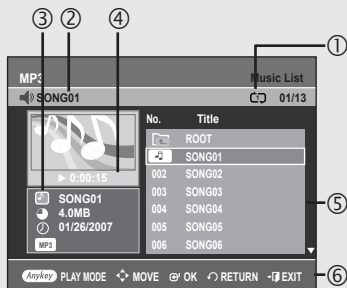 ③ ② ④ ①
MP3 Music List
SONG01 01/13
No. Title
ROOT
SONG01
002 SONG02
003 SONG03
004 SONG04
005 SONG05
006 SONG06
► 0:00:15
SONG01
4.0MB
01/26/2007
MP3
⑤
Anykey PLAY MODE MOVE OK RETURN EXIT
⑥